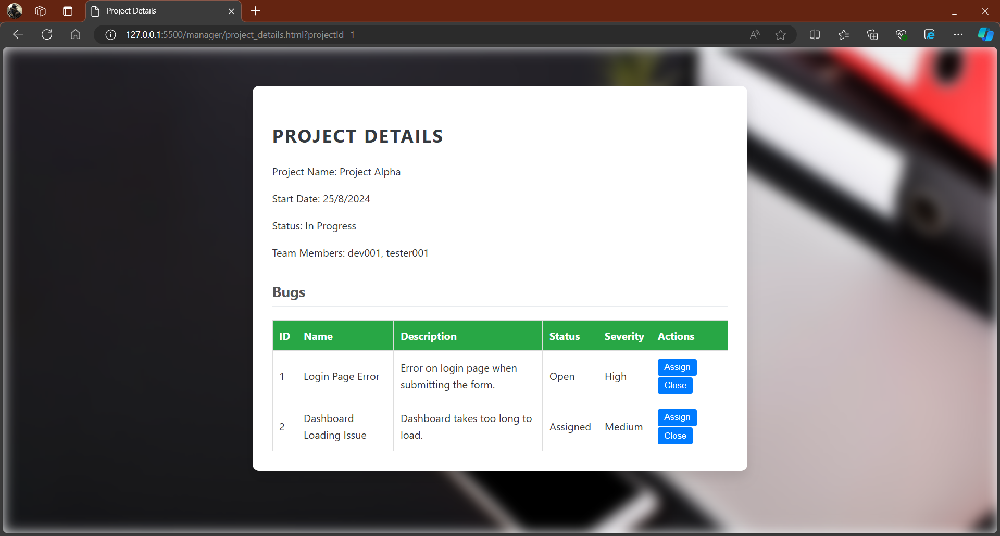 Project Details
127.0.0.1:5500/manager/project_details.html?projectId=1
PROJECT DETAILS
Project Name: Project Alpha
Start Date: 25/8/2024
Status: In Progress
Team Members: dev001, tester001
Bugs
ID Name Description Status Severity Actions
1 Login Page Error Error on login page when submitting the form. Open High Assign Close
2 Dashboard Loading Issue Dashboard takes too long to load. Assigned Medium Assign Close